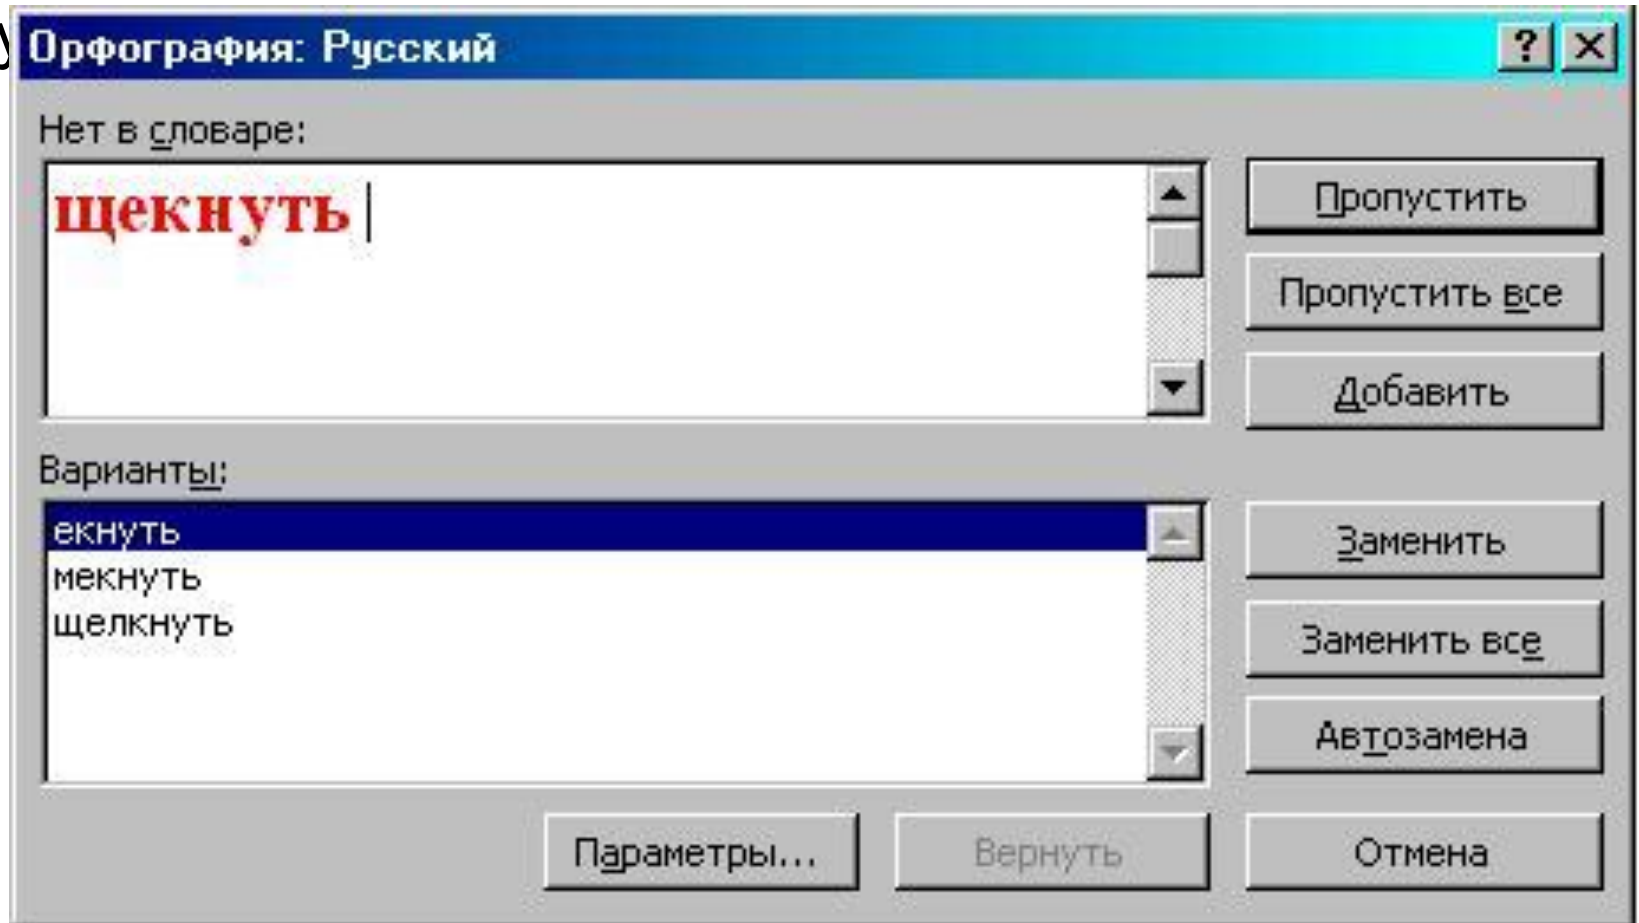 у
Орфография: Русский
Нет в словаре:
щекнуть
Пропустить
Пропустить все
Добавить
Варианты:
екнуть
мекнуть
щелкнуть
Заменить
Заменить все
Автозамена
Параметры...
Вернуть
Отмена